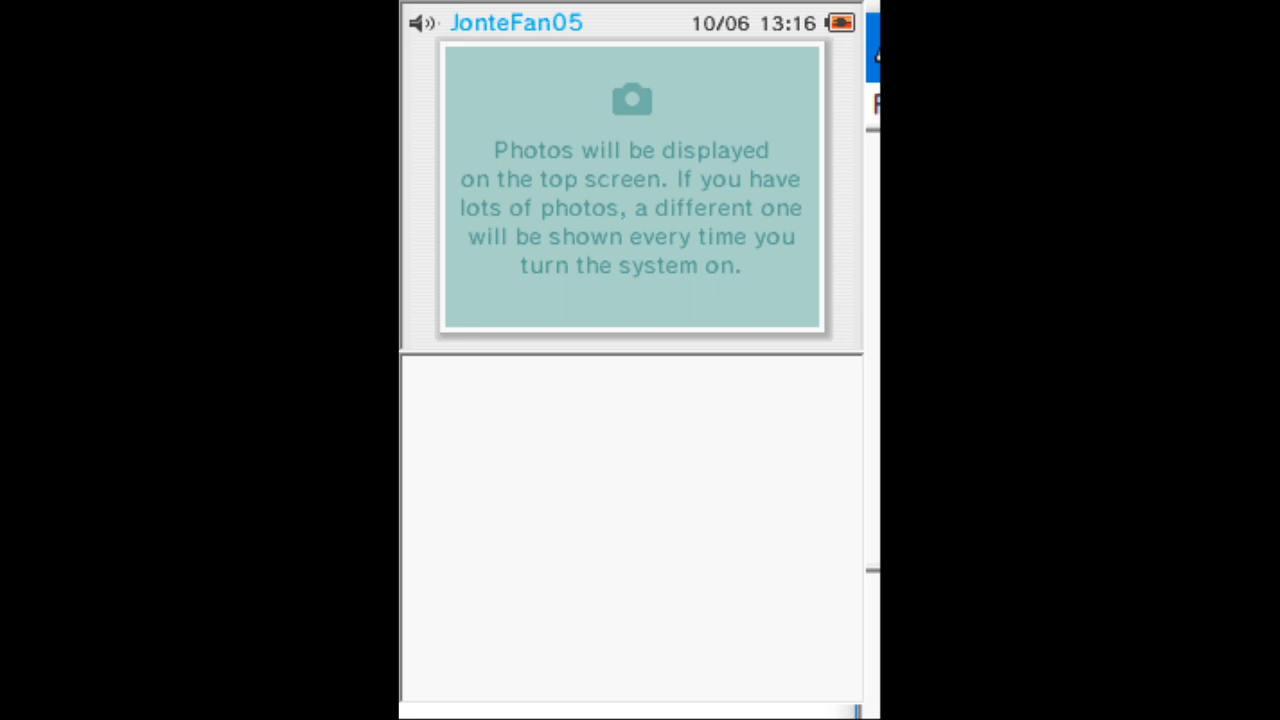 JonteFan05 10/06 13:16
Photos will be displayed
on the top screen. If you have
lots of photos, a different one
will be shown every time you
turn the system on.